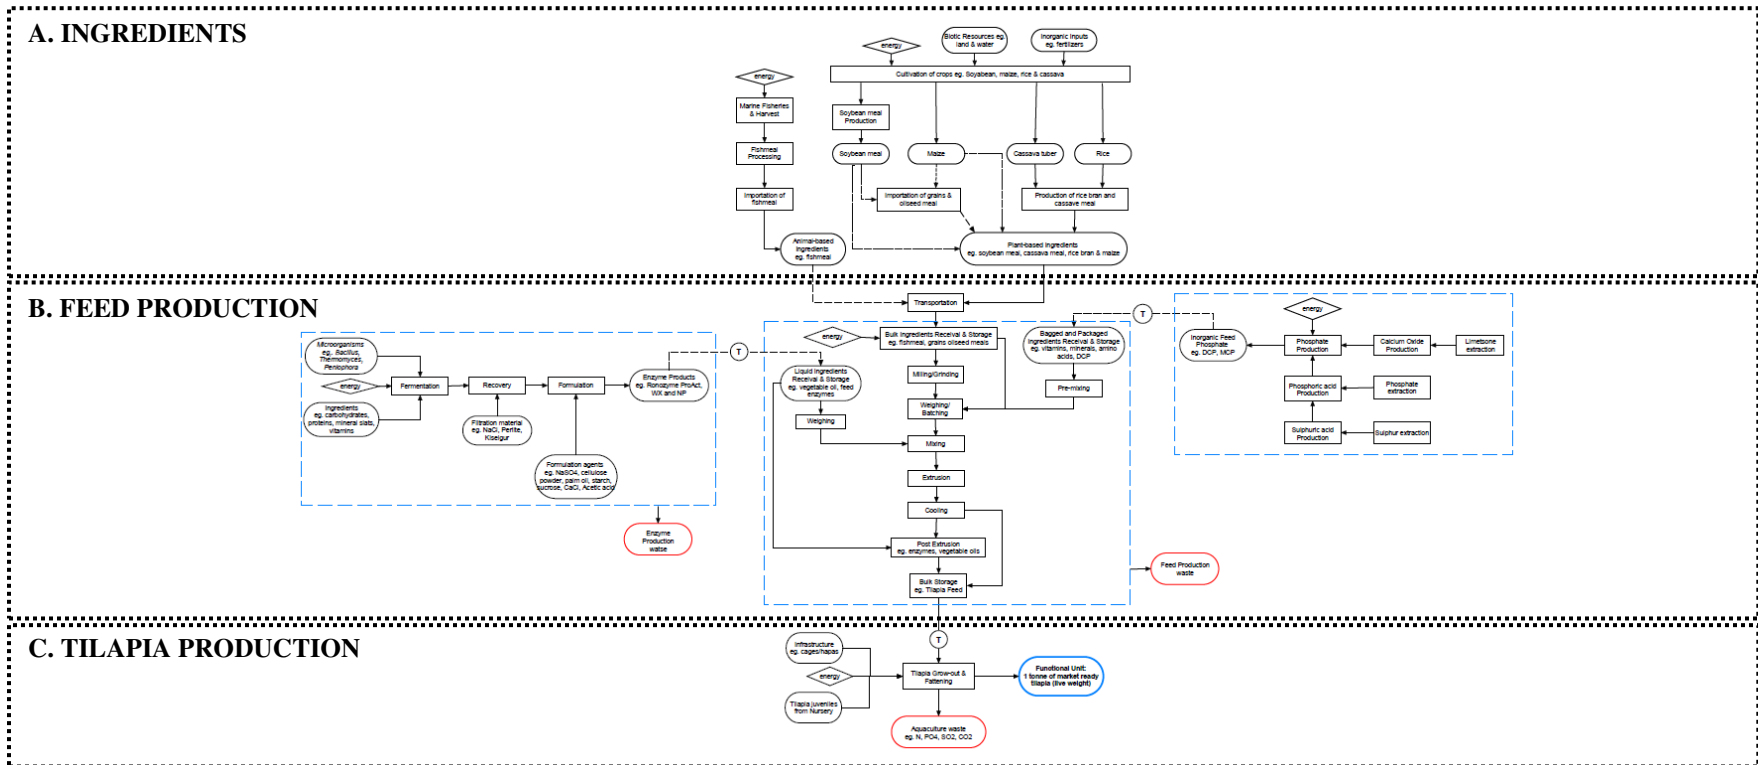 A. INGREDIENTS
energy
Biotic Resources eg.
land & water
Inorganic Inputs
eg. fertilizers
energy
Cultivation of crops eg. Soyabean, maize, rice & cassava
Marine Fisheries
& Harvest
Soybean meal
Production
Fishmeal
Processing
Soybean meal
Maize
Cassava tuber
Rice
Importation of
fishmeal
Importation of grains &
oilseed meal
Production of rice bran and
cassave meal
Animal-based
Ingredients
eg. fishmeal
Plant-based Ingredients
eg. soybean meal, cassava meal, rice bran & maize
B. FEED PRODUCTION
Transportation
energy
T
T
energy
Bulk Ingredients Receival & Storage
eg. fishmeal, grains oilseed meals
Bagged and Packaged
Ingredients Receival & Storage
eg. vitamins, minerals, amino
acids, DCP
Inorganic Feed
Phosphate
eg. DCP, MCP
Phosphate
Production
Calcium Oxide
Production
Limetsone
extraction
Microorganisms
eg. Bacillus,
Thermomyces,
Peniophora
energy
Fermentation
Recovery
Formulation
Enzyme Products
eg. Ronozyme ProAct,
WX and NP
Liquid Ingredients
Receival & Storage
eg. vegetable oil, feed
enzymes
Milling/Grinding
Pre-mixing
Phosphoric acid
Production
Phosphate
extraction
Ingredients
eg. carbohydrates,
proteins, mineral slats,
vitamins
Filtration material
eg. NaCl, Perlite,
Kiselgur
Weighing
Weighing/
Batching
Sulphuric acid
Production
Sulphur extraction
Mixing
Formulation agents
eg. NaSO4, cellulose
powder, palm oil, starch,
sucrose, CaCl, Acetic acid
Extrusion
Cooling
Enzyme
Production
watse
Post Extrusion
eg. enzymes, vegetable oils
Feed Production
waste
Bulk Storage
eg. Tilapia Feed
C. TILAPIA PRODUCTION
T
Infrastructure
eg. cages/hapas
energy
Tilapia Grow-out &
Fattening
Functional Unit:
1 tonne of market ready
tilapia (live weight)
Tilapia juveniles
from Nursery
Aquaculture waste
eg. N, PO4, SO2, CO2